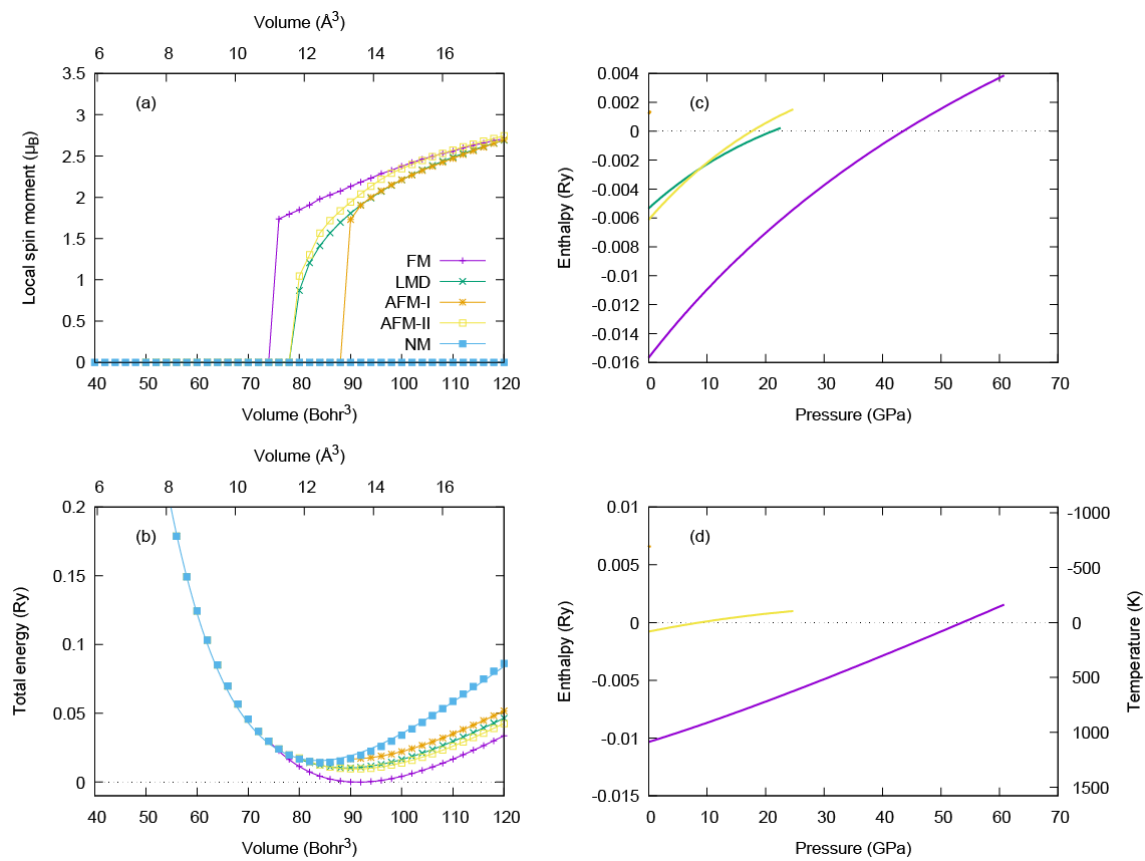 Volume (Å³)
6 8 10 12 14 16
3.5
3
2.5
2
1.5
1
0.5
0
Local spin moment (μB)
(a)
FM
LMD
AFM-I
AFM-II
NM
40 50 60 70 80 90 100 110 120
Volume (Bohr³)
0.004
0.002
0
-0.002
-0.004
-0.006
-0.008
-0.01
-0.012
-0.014
-0.016
Enthalpy (Ry)
(c)
0 10 20 30 40 50 60 70
Pressure (GPa)
Volume (Å³)
6 8 10 12 14 16
0.2
0.15
0.1
0.05
0
Total energy (Ry)
(b)
40 50 60 70 80 90 100 110 120
Volume (Bohr³)
0.01
0.005
0
-0.005
-0.01
-0.015
Enthalpy (Ry)
(d)
-1000
-500
0
500
1000
1500
Temperature (K)
0 10 20 30 40 50 60 70
Pressure (GPa)